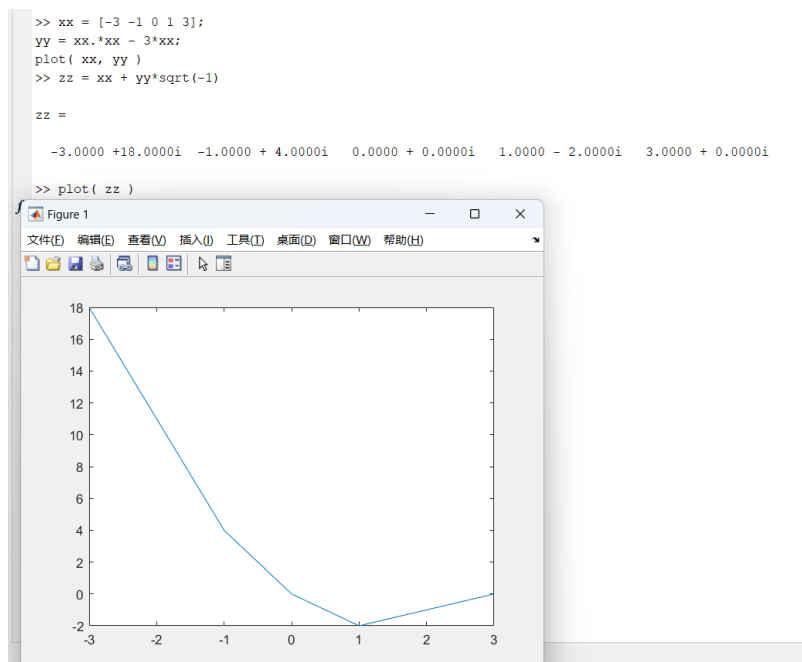 >> xx = [-3 -1 0 1 3];
yy = xx.*xx - 3*xx;
plot( xx, yy )
>> zz = xx + yy*sqrt(-1)
zz =
-3.0000 +18.0000i  -1.0000 + 4.0000i   0.0000 + 0.0000i   1.0000 - 2.0000i   3.0000 + 0.0000i
>> plot( zz )
Figure 1
文件(F) 编辑(E) 查看(V) 插入(I) 工具(T) 桌面(D) 窗口(W) 帮助(H)
18
16
14
12
10
8
6
4
2
0
-2
-3 -2 -1 0 1 2 3